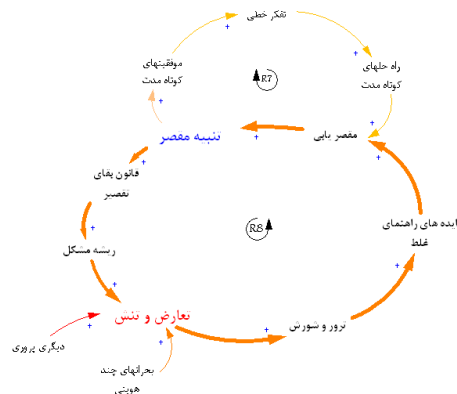 تفکر خطی
موفقیتهای
کوتاه مدت
راه حلهای
کوتاه مدت
R7
تنبیه مقصر
مقصر یابی
قانون بقای
تقصیر
ایده های راهنمای
غلط
R8
ریشه مشکل
تعارض و تنش
ترور و شورش
دیگری پروری
بحرانهای چند
هویتی